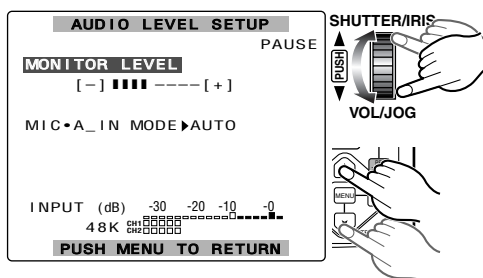 AUDIO LEVEL SETUP
PAUSE
MONITOR LEVEL
[–] ▮▮▮▮ ––––[+]
MIC•A_IN MODE▶AUTO
INPUT (dB) -30 -20 -10 -0
48K CH1
CH2
PUSH MENU TO RETURN
SHUTTER/IRIS
PUSH
VOL/JOG
MENU